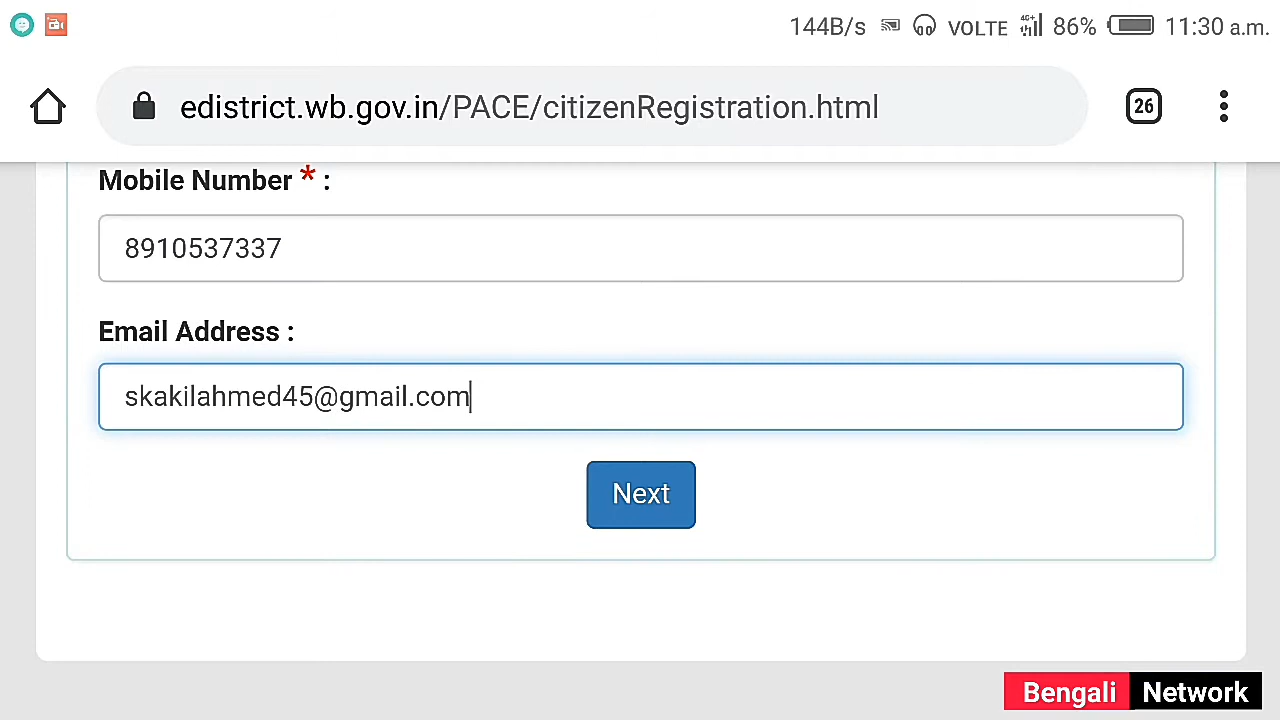 144B/s VOLTE 4G+ 86% 11:30 a.m.
edistrict.wb.gov.in/PACE/citizenRegistration.html 26
Mobile Number * :
8910537337
Email Address :
skakilahmed45@gmail.com
Next
Bengali Network